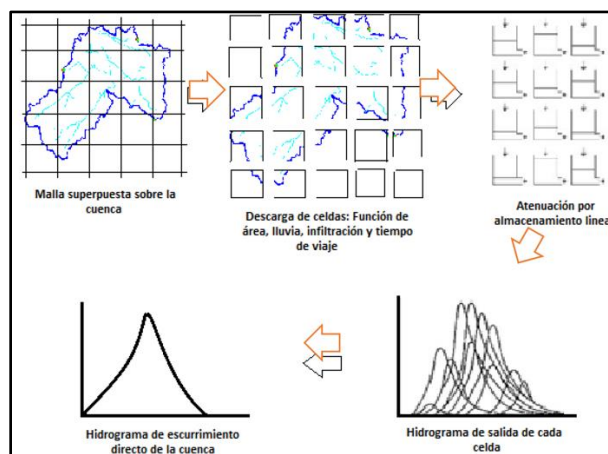 Malla superpuesta sobre la
cuenca
Descarga de celdas: Función de
área, lluvia, infiltración y tiempo
de viaje
Atenuación por
almacenamiento linea
Hidrograma de escurrimiento
directo de la cuenca
Hidrograma de salida de cada
celda